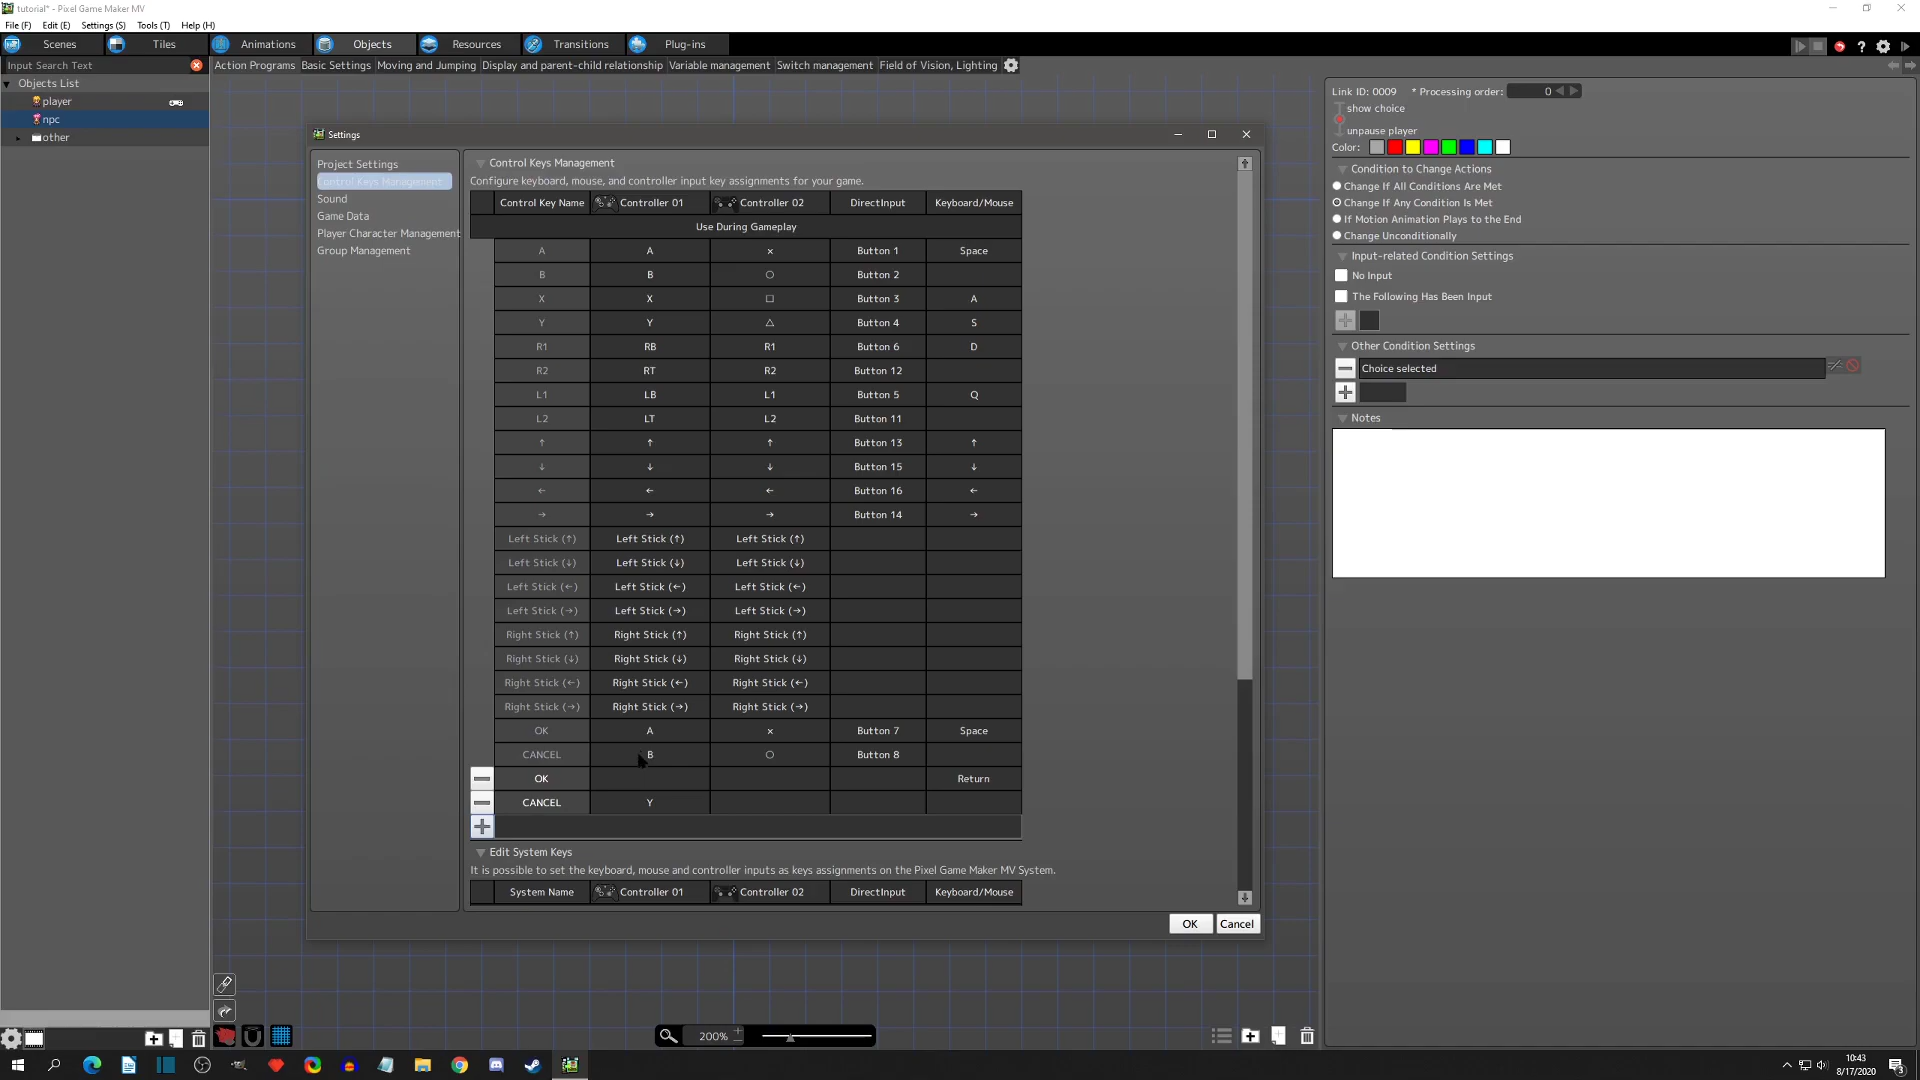 tutorial* - Pixel Game Maker MV
File (F) Edit (E) Settings (S) Tools (T) Help (H)
Scenes Tiles Animations Objects Resources Transitions Plug-ins
Input Search Text
Action Programs Basic Settings Moving and Jumping Display and parent-child relationship Variable management Switch management Field of Vision, Lighting
Objects List
player
npc
other
Settings
Project Settings
Control Keys Management
Sound
Game Data
Player Character Management
Group Management
Control Keys Management
Configure keyboard, mouse, and controller input key assignments for your game.
Control Key Name Controller 01 Controller 02 DirectInput Keyboard/Mouse
Use During Gameplay
A A × Button 1 Space
B B ○ Button 2
X X □ Button 3 A
Y Y △ Button 4 S
R1 RB R1 Button 6 D
R2 RT R2 Button 12
L1 LB L1 Button 5 Q
L2 LT L2 Button 11
↑ ↑ ↑ Button 13 ↑
↓ ↓ ↓ Button 15 ↓
← ← ← Button 16 ←
→ → → Button 14 →
Left Stick (↑) Left Stick (↑) Left Stick (↑)
Left Stick (↓) Left Stick (↓) Left Stick (↓)
Left Stick (←) Left Stick (←) Left Stick (←)
Left Stick (→) Left Stick (→) Left Stick (→)
Right Stick (↑) Right Stick (↑) Right Stick (↑)
Right Stick (↓) Right Stick (↓) Right Stick (↓)
Right Stick (←) Right Stick (←) Right Stick (←)
Right Stick (→) Right Stick (→) Right Stick (→)
OK A × Button 7 Space
CANCEL B ○ Button 8
OK Return
CANCEL Y
Edit System Keys
It is possible to set the keyboard, mouse and controller inputs as keys assignments on the Pixel Game Maker MV System.
System Name Controller 01 Controller 02 DirectInput Keyboard/Mouse
OK Cancel
Link ID: 0009 * Processing order: 0
show choice
unpause player
Color:
Condition to Change Actions
Change If All Conditions Are Met
Change If Any Condition Is Met
If Motion Animation Plays to the End
Change Unconditionally
Input-related Condition Settings
No Input
The Following Has Been Input
Other Condition Settings
Choice selected
Notes
200%
10:43
8/17/2020
3